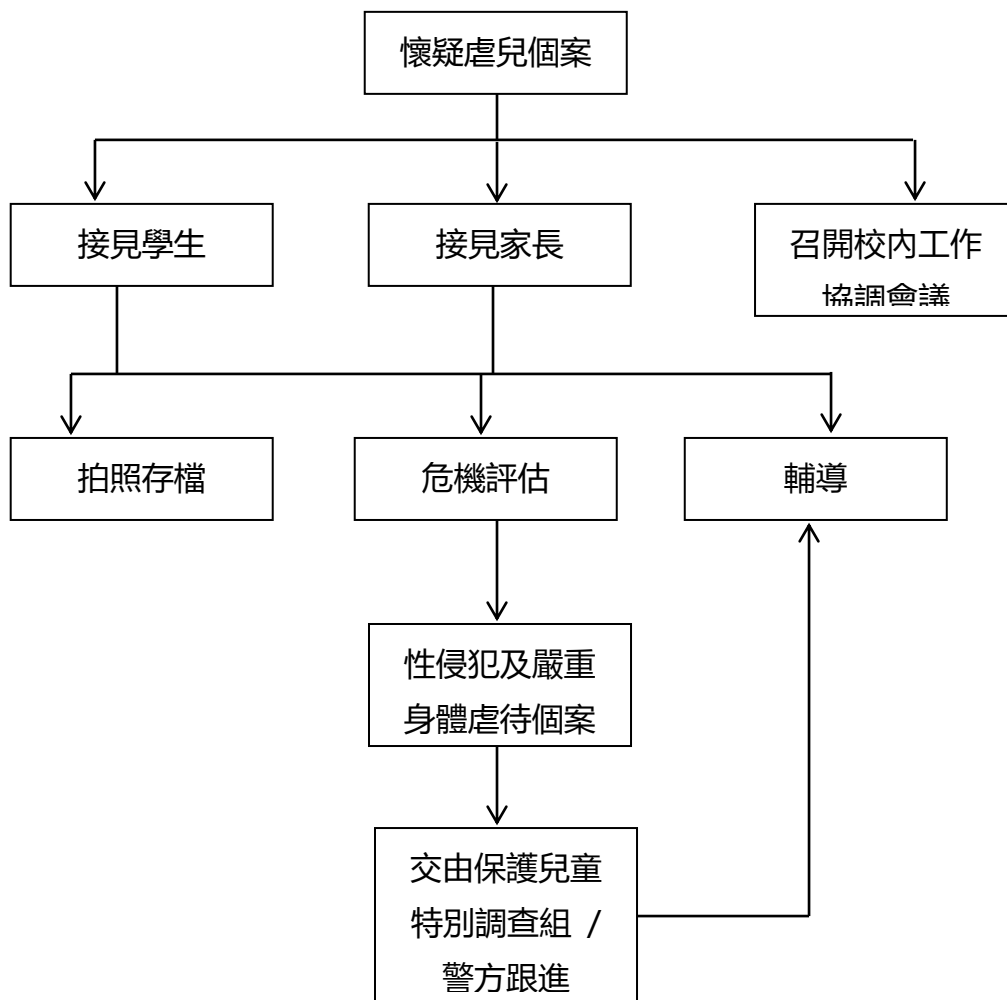 懷疑虐兒個案
接見學生
接見家長
召開校內工作
協調會議
拍照存檔
危機評估
輔導
性侵犯及嚴重
身體虐待個案
交由保護兒童
特別調查組 /
警方跟進